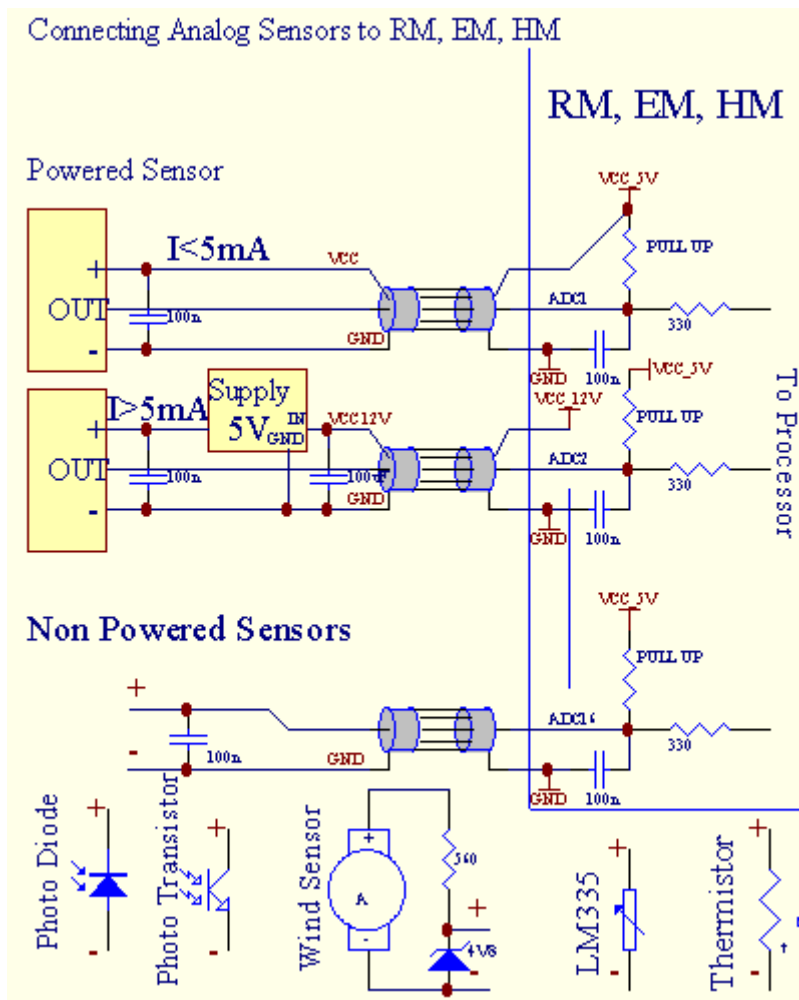 Connecting Analog Sensors to RM, EM, HM
RM, EM, HM
Powered Sensor
VCC_5V
I<5mA
VCC
PULL UP
+
OUT
-
100n
ADC1
330
GND
GND
100n
VCC_5V
I>5mA
Supply
5V
IN
GND
VCC12V
VCC_12V
PULL UP
+
OUT
-
100n
100n
ADC2
330
GND
GND
100n
To Processor
Non Powered Sensors
VCC_5V
PULL UP
+
-
100n
GND
ADC16
330
GND
100n
Photo Diode
+
-
Photo Transistor
+
-
Wind Sensor
+
A
-
560
+
4V8
-
LM335
+
-
Thermistor
+
-